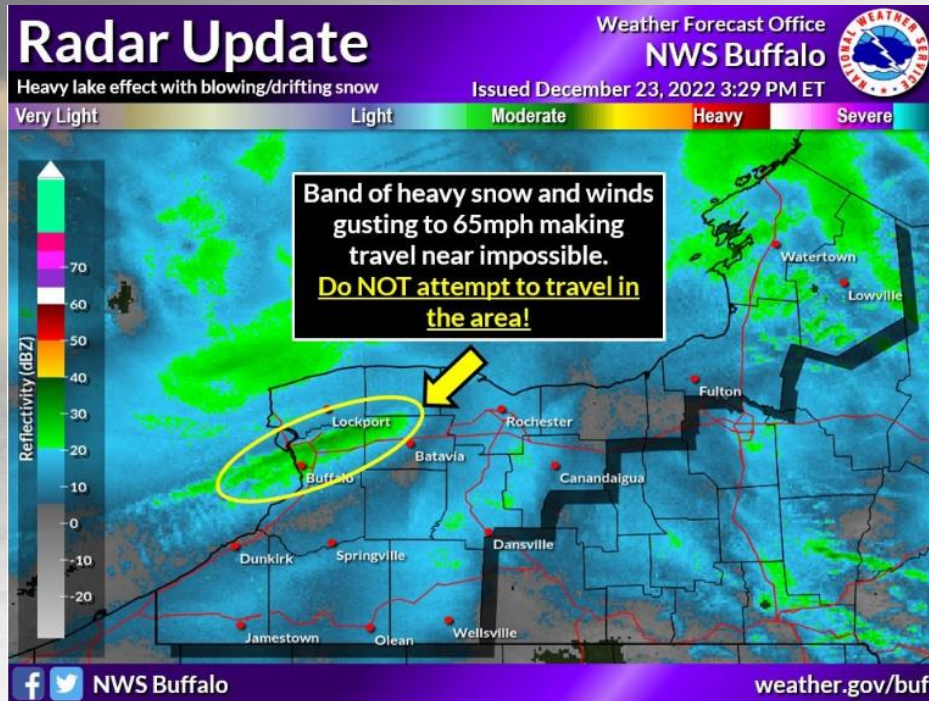 Radar Update
Heavy lake effect with blowing/drifting snow
Weather Forecast Office
NWS Buffalo
Issued December 23, 2022 3:29 PM ET
NATIONAL WEATHER SERVICE
Very Light Light Moderate Heavy Severe
Band of heavy snow and winds
gusting to 65mph making
travel near impossible.
Do NOT attempt to travel in
the area!
Reflectivity (dBZ)
70
60
50
40
30
20
10
0
-10
-20
Watertown
Lowville
Fulton
Lockport
Rochester
Batavia
Buffalo
Canandaigua
Dansville
Dunkirk
Springville
Jamestown
Olean
Wellsville
NWS Buffalo
weather.gov/buf